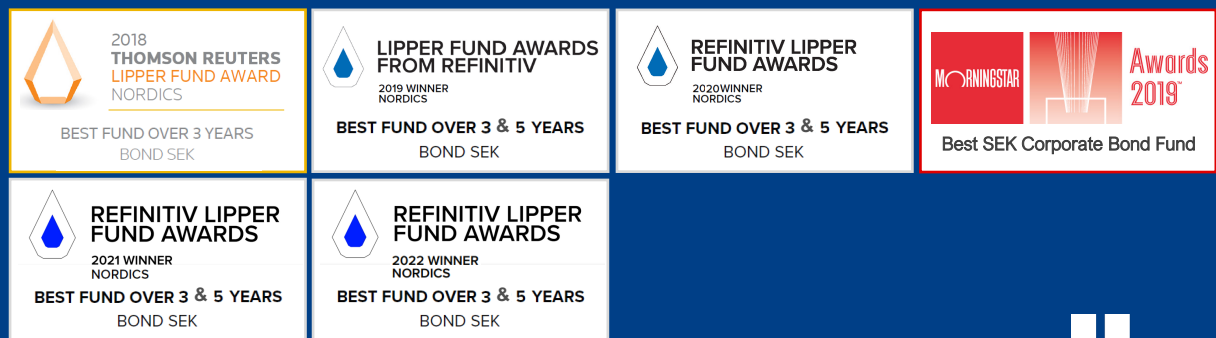 2018
THOMSON REUTERS
LIPPER FUND AWARD
NORDICS
BEST FUND OVER 3 YEARS
BOND SEK
LIPPER FUND AWARDS
FROM REFINITIV
2019 WINNER
NORDICS
BEST FUND OVER 3 & 5 YEARS
BOND SEK
REFINITIV LIPPER
FUND AWARDS
2020WINNER
NORDICS
BEST FUND OVER 3 & 5 YEARS
BOND SEK
MORNINGSTAR
Awards
2019™
Best SEK Corporate Bond Fund
REFINITIV LIPPER
FUND AWARDS
2021 WINNER
NORDICS
BEST FUND OVER 3 & 5 YEARS
BOND SEK
REFINITIV LIPPER
FUND AWARDS
2022 WINNER
NORDICS
BEST FUND OVER 3 & 5 YEARS
BOND SEK